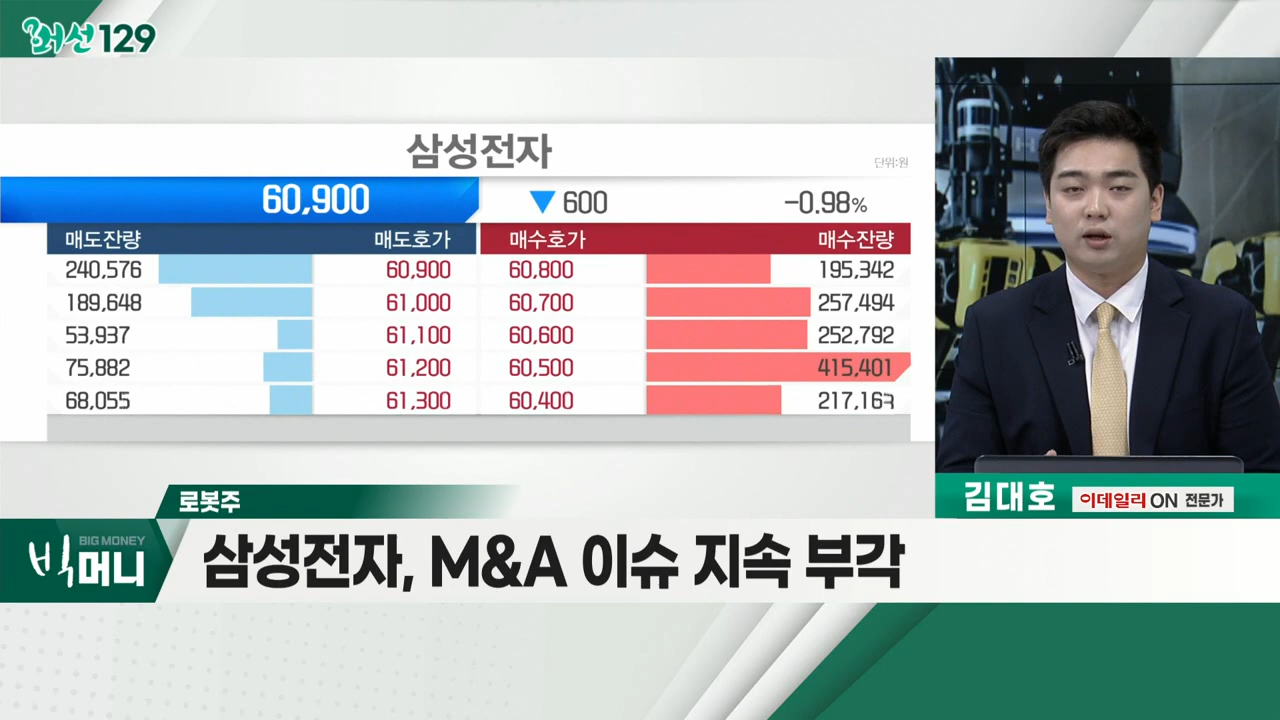 최선129
삼성전자
단위:원
60,900 ▼ 600 -0.98%
매도잔량 매도호가 매수호가 매수잔량
240,576 60,900 60,800 195,342
189,648 61,000 60,700 257,494
53,937 61,100 60,600 252,792
75,882 61,200 60,500 415,401
68,055 61,300 60,400
김대호 이데일리ON 전문가
로봇주
BIG MONEY
빅머니
삼성전자, M&A 이슈 지속 부각